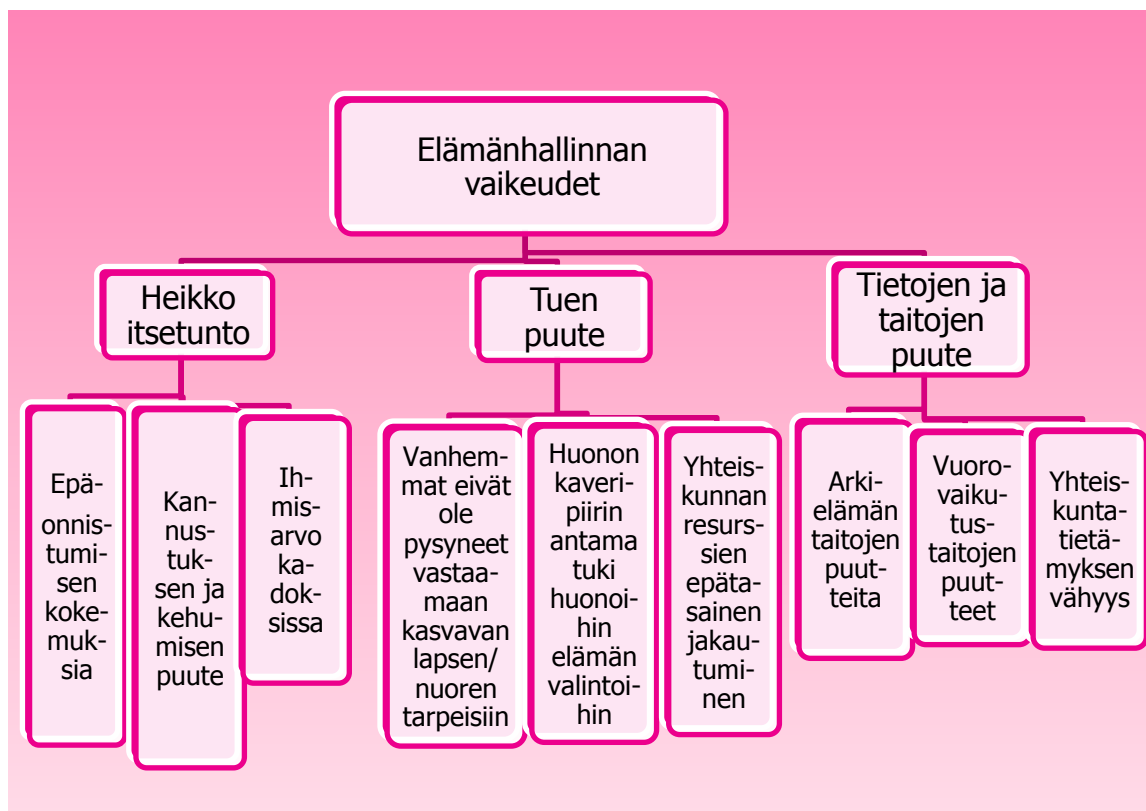 Elämänhallinnan
vaikeudet
Heikko
itsetunto
Tuen
puute
Tietojen ja
taitojen
puute
Epä-
onnis-
tumi-
sen
koke-
muk-
sia
Kan-
nus-
tuk-
sen ja
kehu-
misen
puute
Ih-
mis-
arvo
ka-
dok-
sissa
Vanhem-
mat eivät
ole
pysyneet
vastaa-
maan
kasvavan
lapsen/
nuoren
tarpeisiin
Huonon
kaveri-
piirin
antama
tuki
huonoi-
hin
elämän
valintoi-
hin
Yhteis-
kunnan
resurs-
sien
epäta-
sainen
jakau-
tumi-
nen
Arki-
elämän
taitojen
puut-
teita
Vuoro-
vaiku-
tus-
taitojen
puut-
teet
Yhteis-
kunta-
tietä-
myksen
vähyys